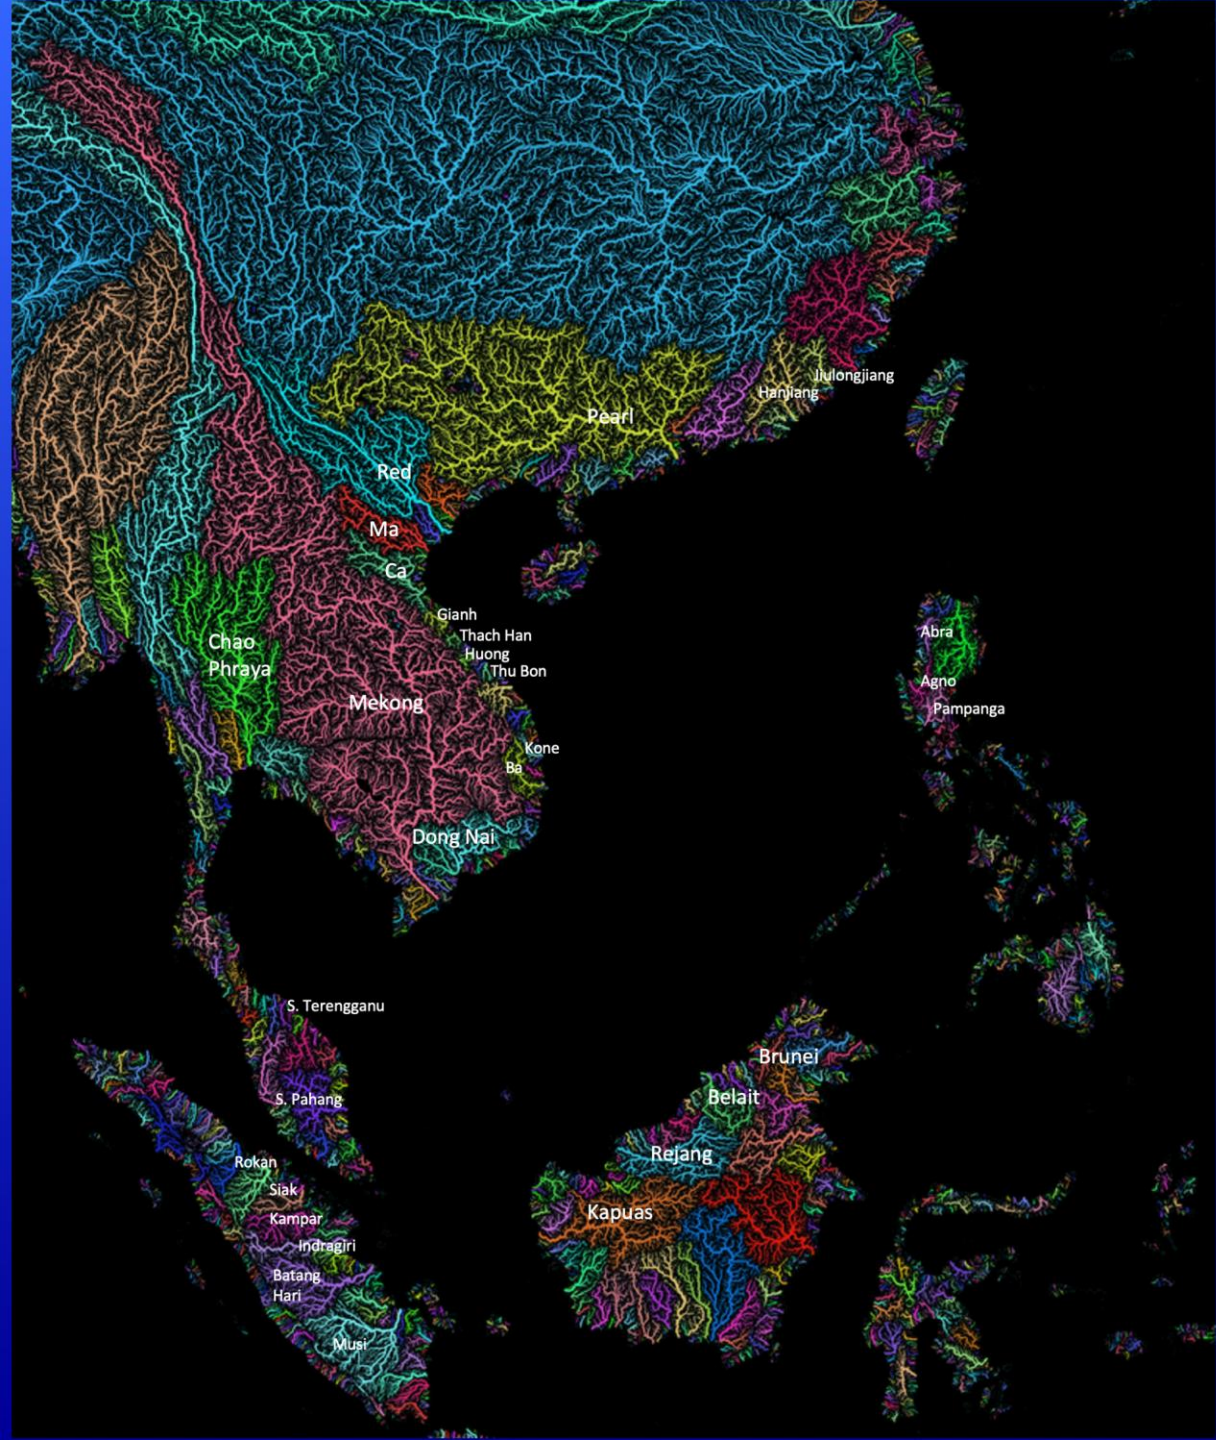 Jiulongjiang
Hanjiang
Pearl
Red
Ma
Ca
Gianh
Thach Han
Huong
Thu Bon
Chao
Phraya
Mekong
Kone
Ba
Dong Nai
Abra
Agno
Pampanga
S. Terengganu
S. Pahang
Brunei
Belait
Rejang
Kapuas
Rokan
Siak
Kampar
Indragiri
Batang
Hari
Musi